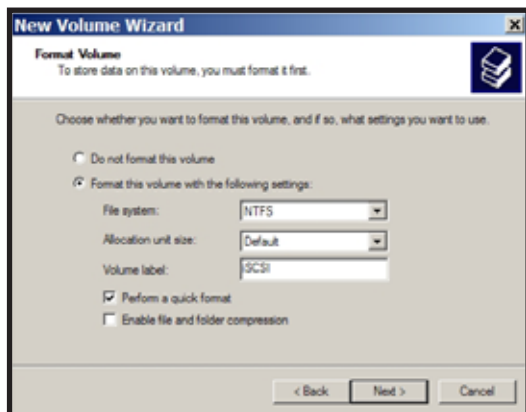 New Volume Wizard
Format Volume
To store data on this volume, you must format it first.
Choose whether you want to format this volume, and if so, what settings you want to use.
Do not format this volume
Format this volume with the following settings:
File system: NTFS
Allocation unit size: Default
Volume label: iSCSI
Perform a quick format
Enable file and folder compression
< Back Next > Cancel